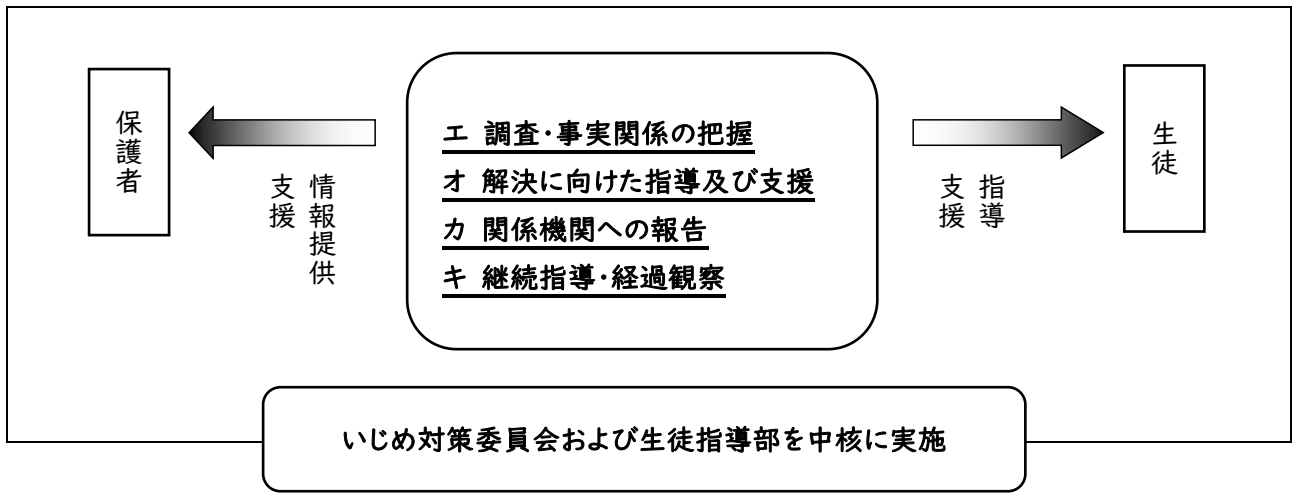 保護者
情報提供
支援
エ 調査・事実関係の把握
オ 解決に向けた指導及び支援
カ 関係機関への報告
キ 継続指導・経過観察
指導
支援
生徒
いじめ対策委員会および生徒指導部を中核に実施